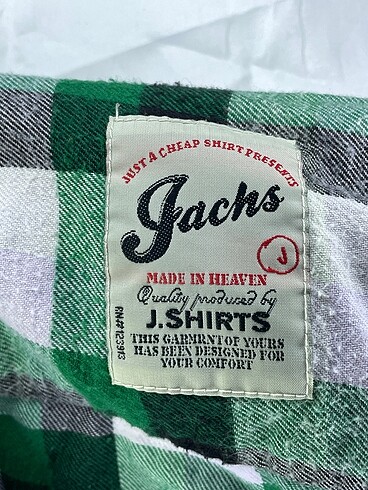 JUST A CHEAP SHIRT PRESENTS
Jachs
J
MADE IN HEAVEN
Quality produced by
J.SHIRTS
THIS GARMRNT OF YOURS
HAS BEEN DESIGNED FOR
YOUR COMFORT
RN#123913